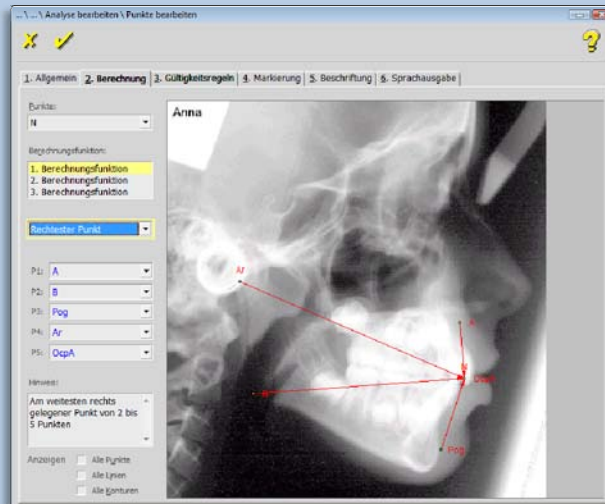 ...\ ... \ Analyse bearbeiten \ Punkte bearbeiten
1. Allgemein
2. Berechnung
3. Gültigkeitsregeln
4. Markierung
5. Beschriftung
6. Sprachausgabe
Punkte:
N
Berechnungsfunktion:
1. Berechnungsfunktion
2. Berechnungsfunktion
3. Berechnungsfunktion
Rechtester Punkt
P1: A
P2: B
P3: Pog
P4: Ar
P5: OcpA
Hinweis:
Am weitesten rechts
gelegener Punkt von 2 bis
5 Punkten
Anzeigen
Alle Punkte
Alle Linien
Alle Konturen
Anna
Ar
A
B
Pog